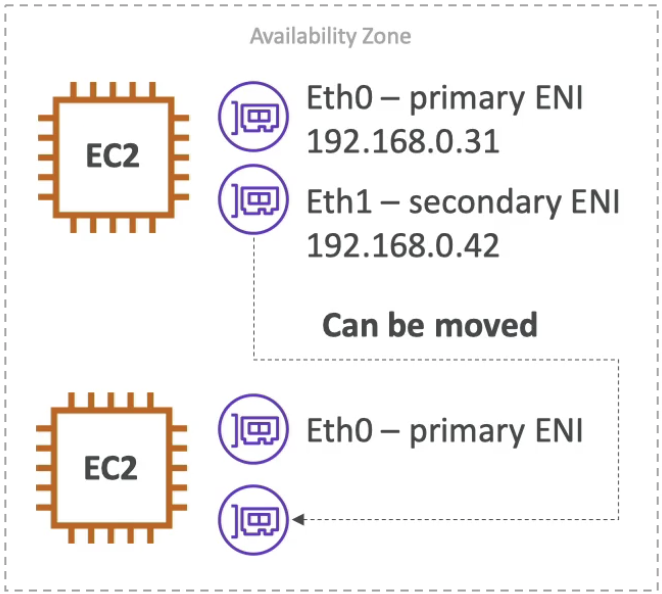 Availability Zone
EC2
Eth0 – primary ENI
192.168.0.31
Eth1 – secondary ENI
192.168.0.42
Can be moved
EC2
Eth0 – primary ENI